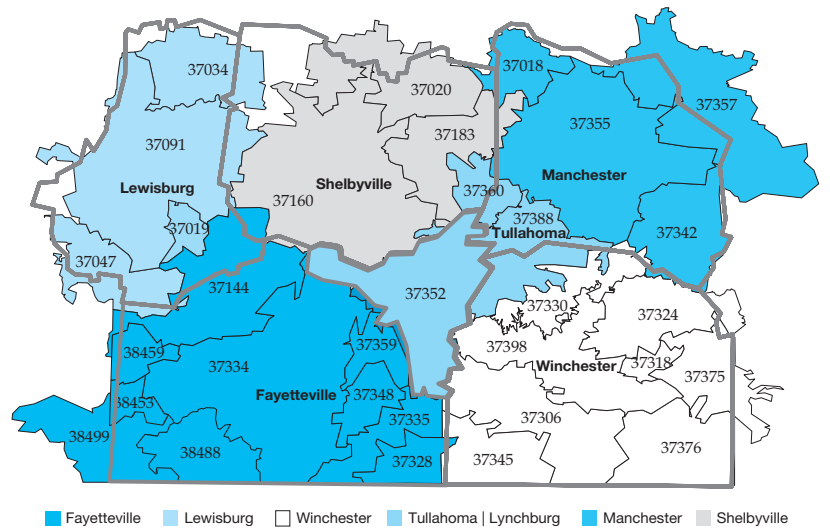 37034
37018
37020
37357
37355
37183
37091
Manchester
Shelbyville
Lewisburg
37360
37160
37388
37019
Tullahoma
37342
37047
37144
37352
37330
37324
37359
37398
38459
37318
37334
Winchester
37375
Fayetteville
37348
38453
37335
37306
38499
38488
37376
37345
37328
Fayetteville
Lewisburg
Winchester
Tullahoma | Lynchburg
Manchester
Shelbyville